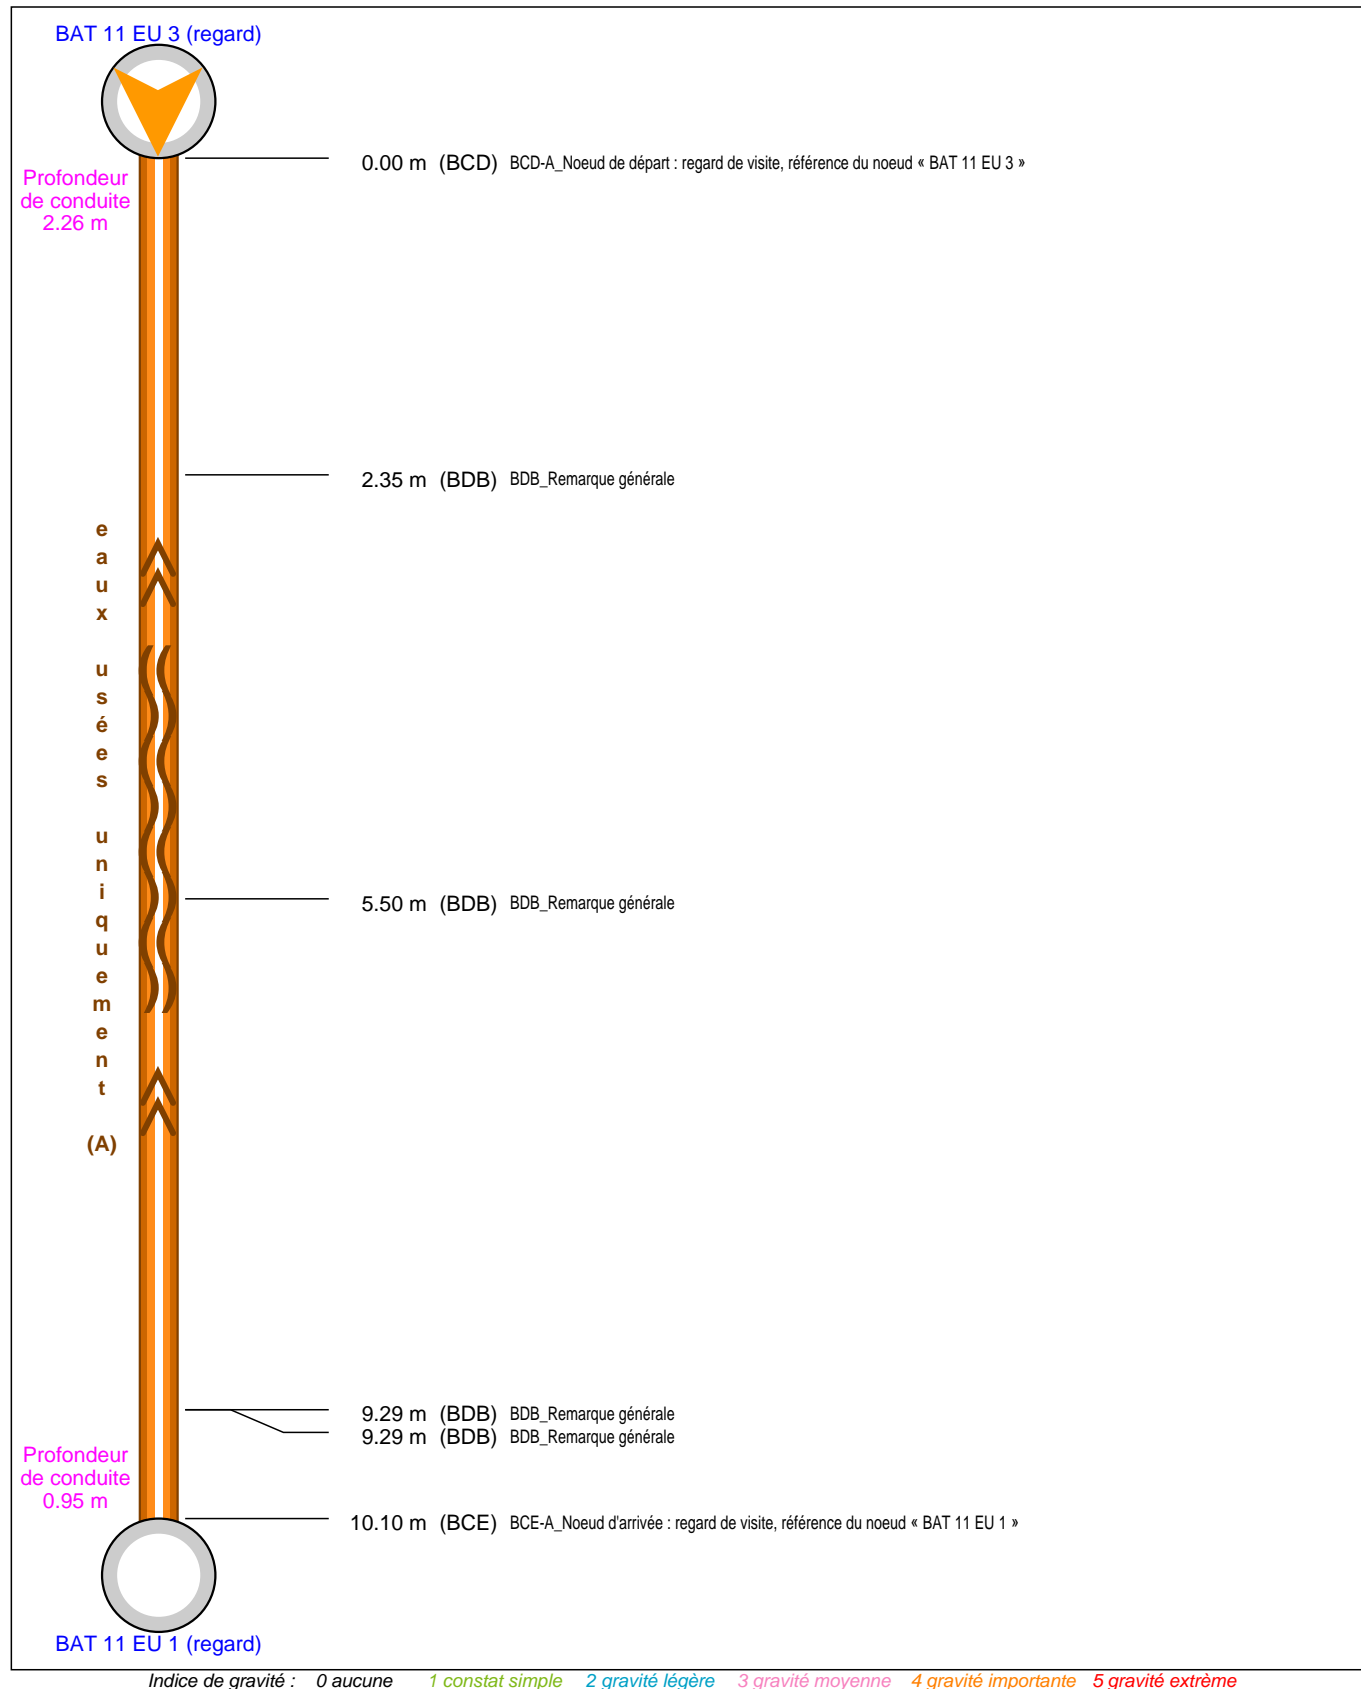 BAT 11 EU 3 (regard)
0.00 m (BCD) BCD-A_Noeud de départ : regard de visite, référence du noeud « BAT 11 EU 3 »
Profondeur
de conduite
2.26 m
2.35 m (BDB) BDB_Remarque générale
eaux usées uniquement (A)
5.50 m (BDB) BDB_Remarque générale
9.29 m (BDB) BDB_Remarque générale
9.29 m (BDB) BDB_Remarque générale
Profondeur
de conduite
0.95 m
10.10 m (BCE) BCE-A_Noeud d'arrivée : regard de visite, référence du noeud « BAT 11 EU 1 »
BAT 11 EU 1 (regard)
Indice de gravité : 0 aucune 1 constat simple 2 gravité légère 3 gravité moyenne 4 gravité importante 5 gravité extrème